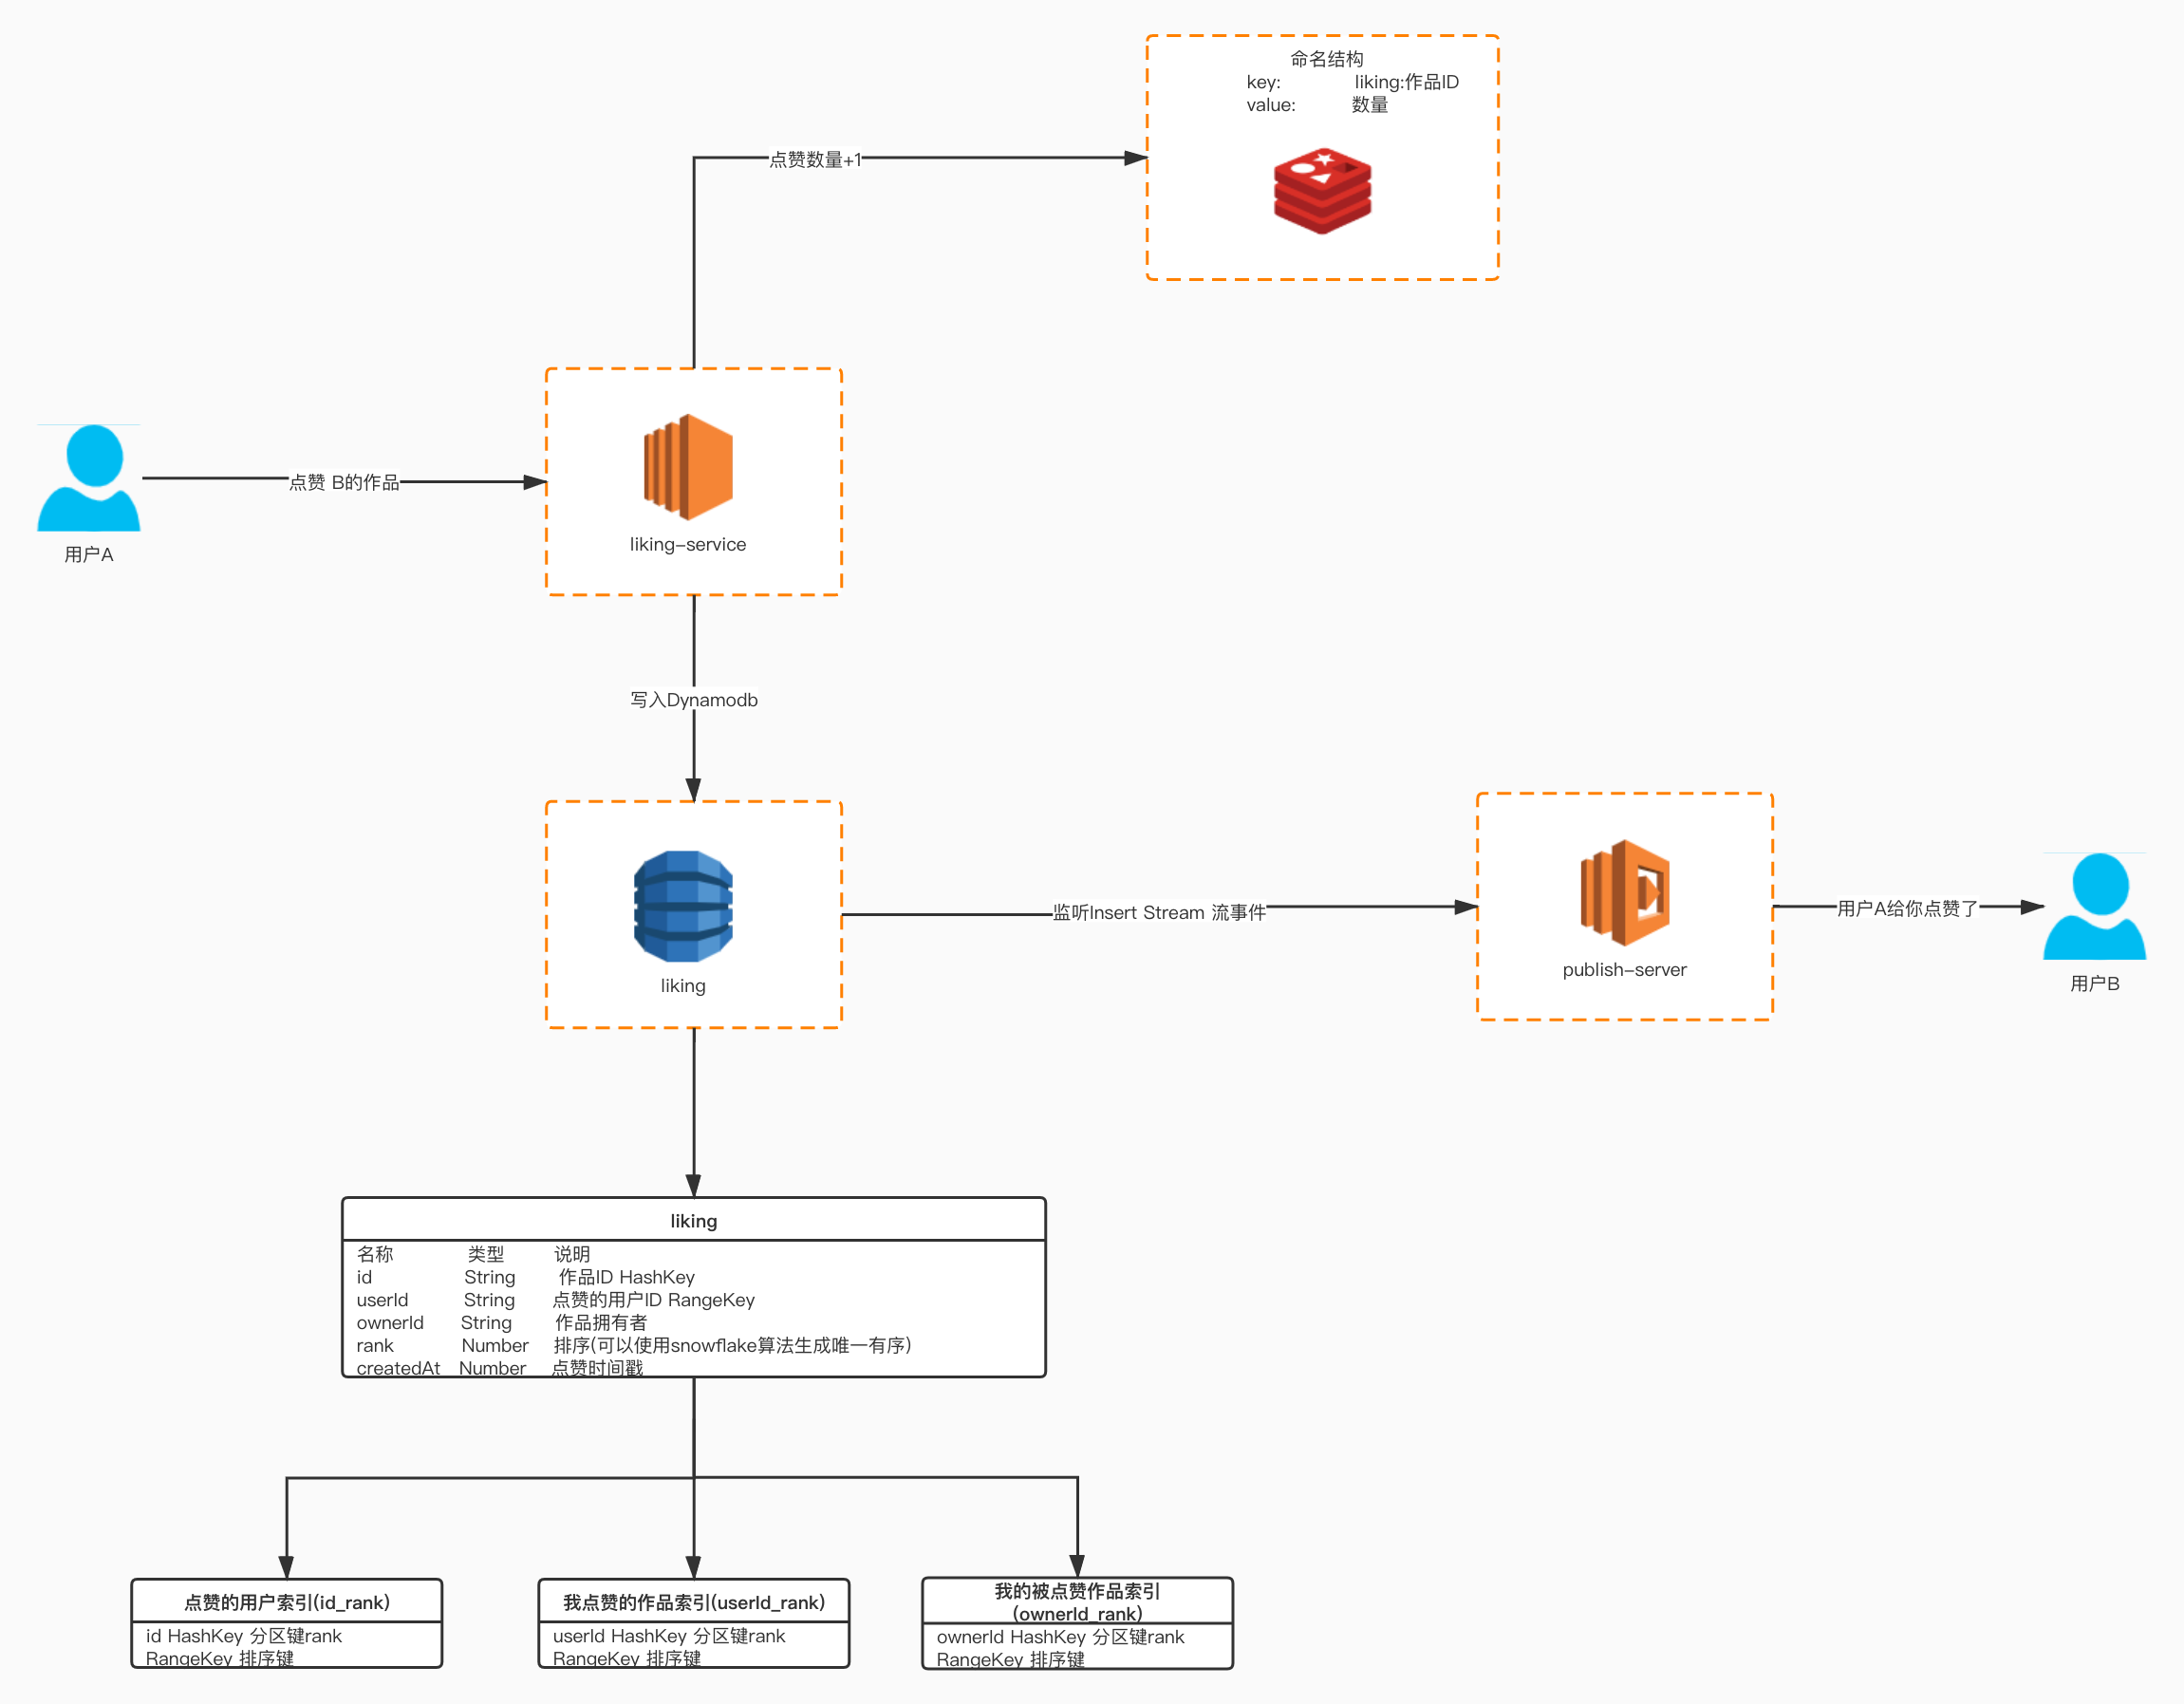 命名结构
key: liking:作品ID
value: 数量
点赞数量+1
点赞 B的作品
用户A
liking-service
写入Dynamodb
liking
监听Insert Stream 流事件
publish-server
用户A给你点赞了
用户B
liking
名称 类型 说明
id String 作品ID HashKey
userId String 点赞的用户ID RangeKey
ownerId String 作品拥有者
rank Number 排序(可以使用snowflake算法生成唯一有序)
createdAt Number 点赞时间戳
点赞的用户索引(id_rank)
id HashKey 分区键rank
RangeKey 排序键
我点赞的作品索引(userId_rank)
userId HashKey 分区键rank
RangeKey 排序键
我的被点赞作品索引
(ownerId_rank)
ownerId HashKey 分区键rank
RangeKey 排序键